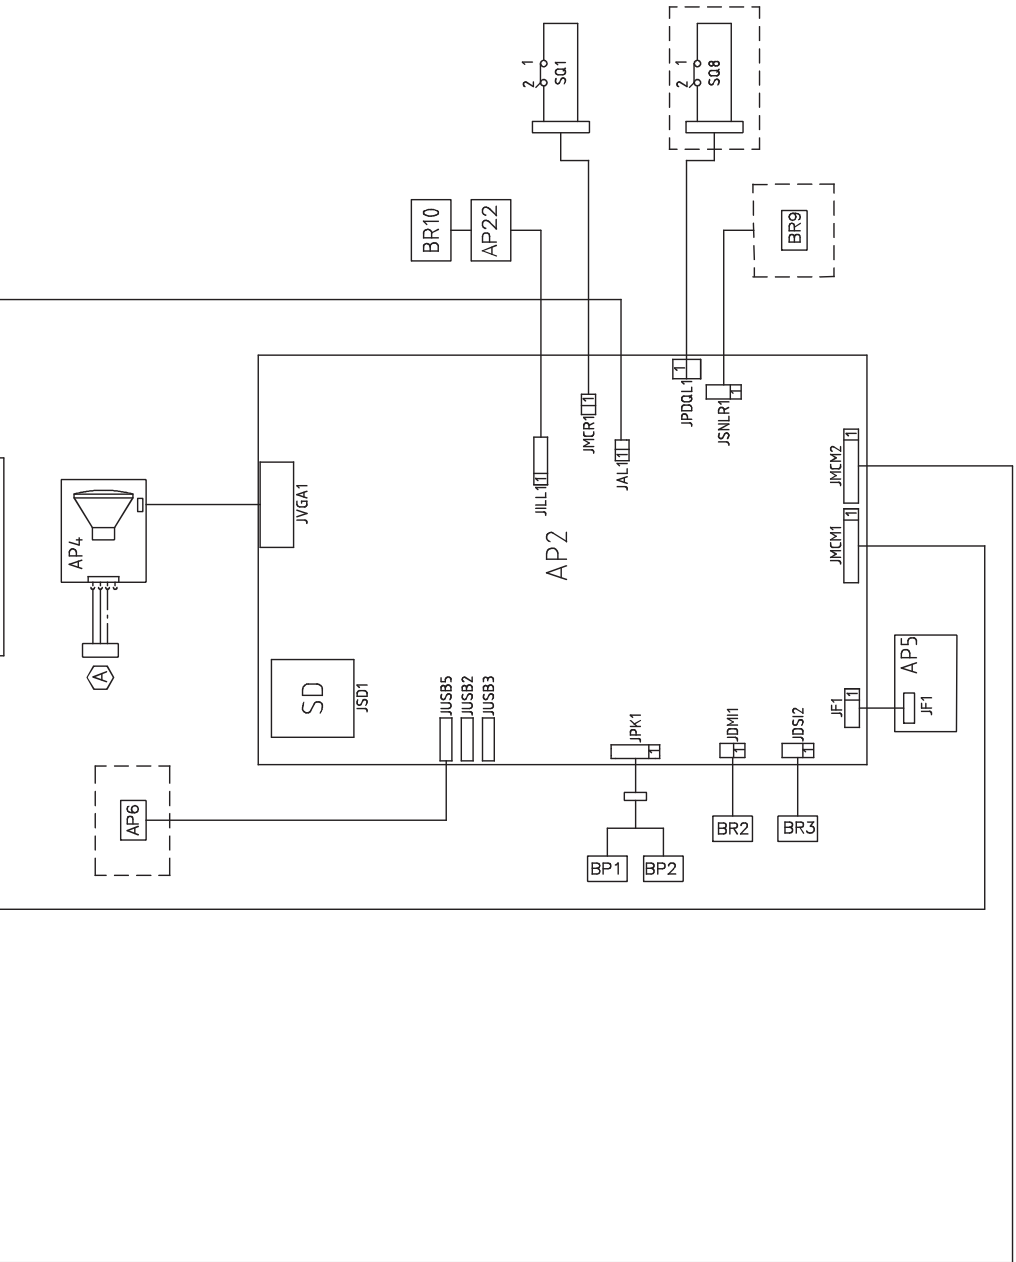 1
2
SQ1
1
2
SQ8
BR10
AP22
BR9
1
JPDQL1
1
JSNLR1
1
JMCR1
1
JAL1
1
JILL1
AP2
1
JMCM2
1
JMCM1
JVGA1
AP4
A
SD
JSD1
JUSB5
JUSB2
JUSB3
JPK1
1
JDMI1
1
JDSI2
1
JF1
1
AP5
JF1
AP6
BP1
BP2
BR2
BR3